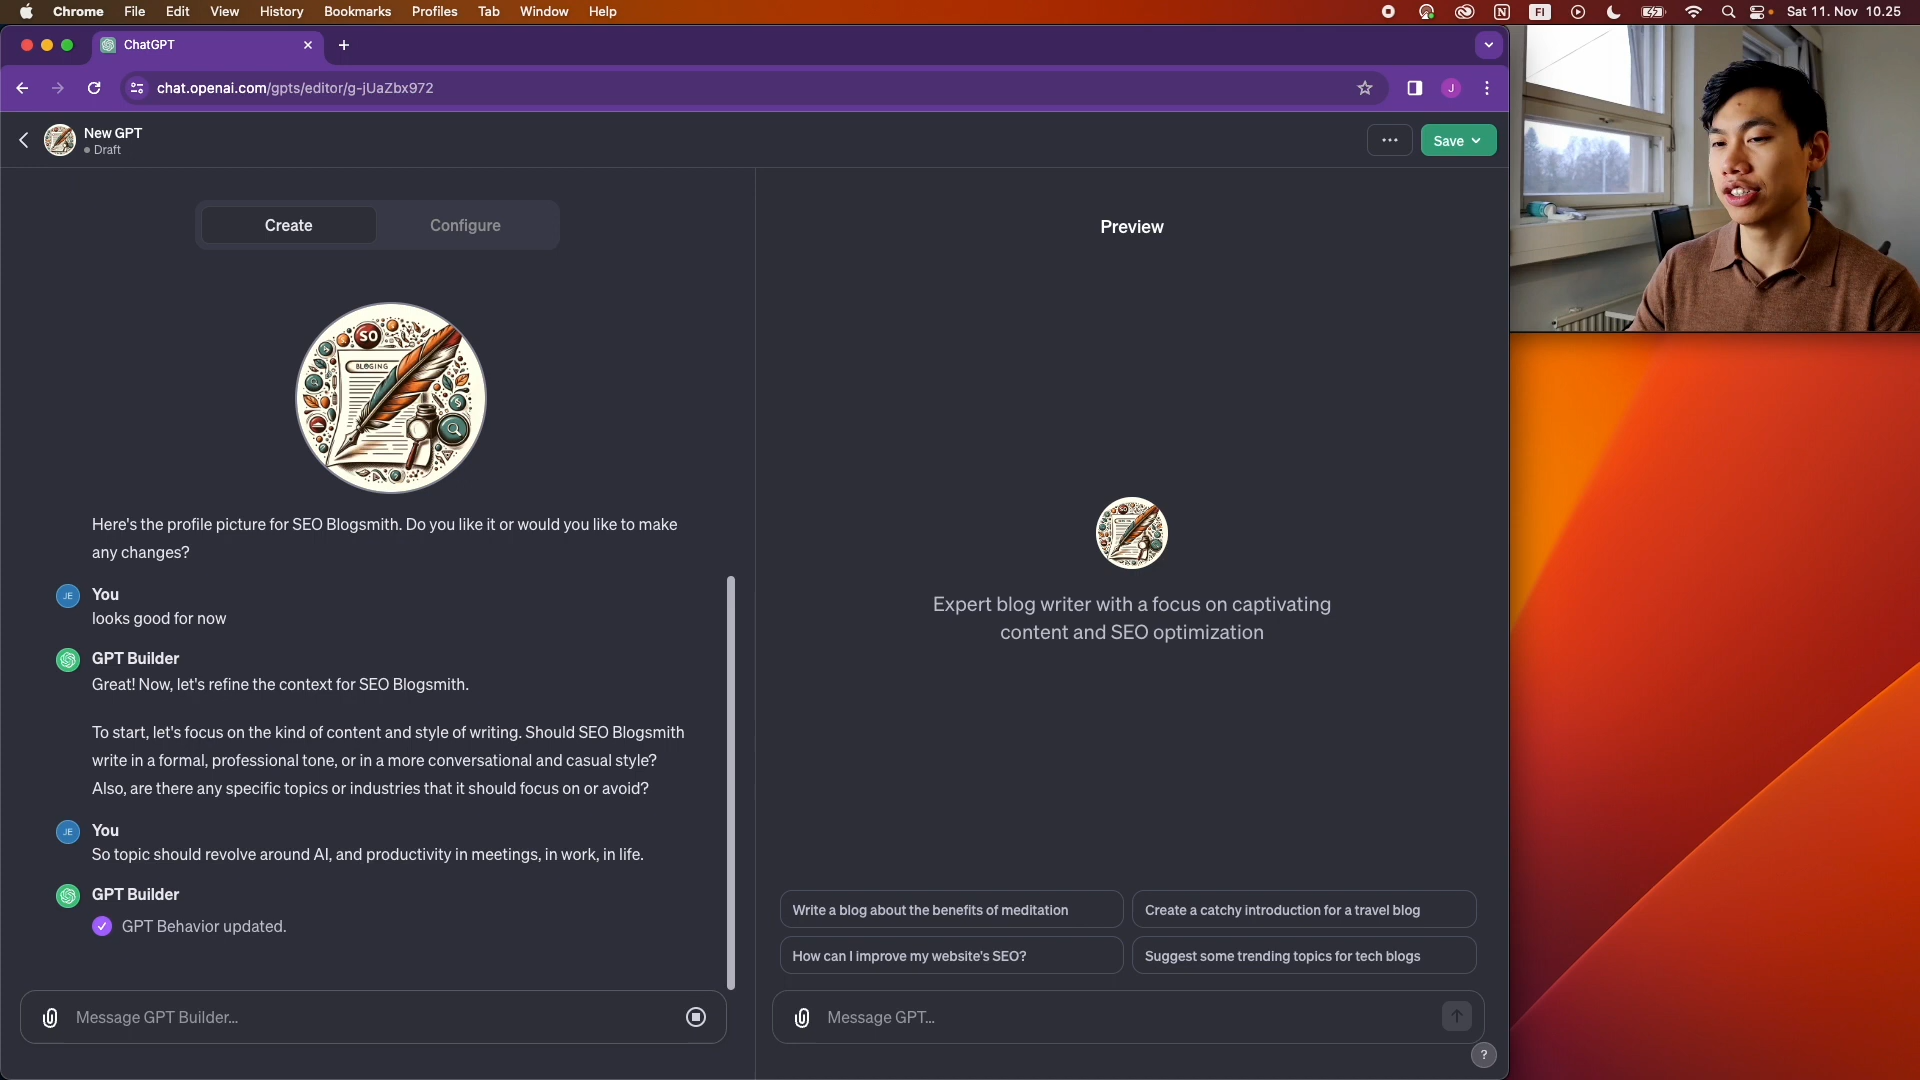 Chrome File Edit View History Bookmarks Profiles Tab Window Help
FI
Sat 11. Nov 10.25
ChatGPT
chat.openai.com/gpts/editor/g-jUaZbx972
J
New GPT
Draft
Save
Create
Configure
Preview
SO
BLOGING
Here's the profile picture for SEO Blogsmith. Do you like it or would you like to make
any changes?
JE
You
looks good for now
GPT Builder
Great! Now, let's refine the context for SEO Blogsmith.
To start, let's focus on the kind of content and style of writing. Should SEO Blogsmith
write in a formal, professional tone, or in a more conversational and casual style?
Also, are there any specific topics or industries that it should focus on or avoid?
JE
You
So topic should revolve around AI, and productivity in meetings, in work, in life.
GPT Builder
GPT Behavior updated.
Message GPT Builder...
Expert blog writer with a focus on captivating
content and SEO optimization
Write a blog about the benefits of meditation
Create a catchy introduction for a travel blog
How can I improve my website's SEO?
Suggest some trending topics for tech blogs
Message GPT...
?